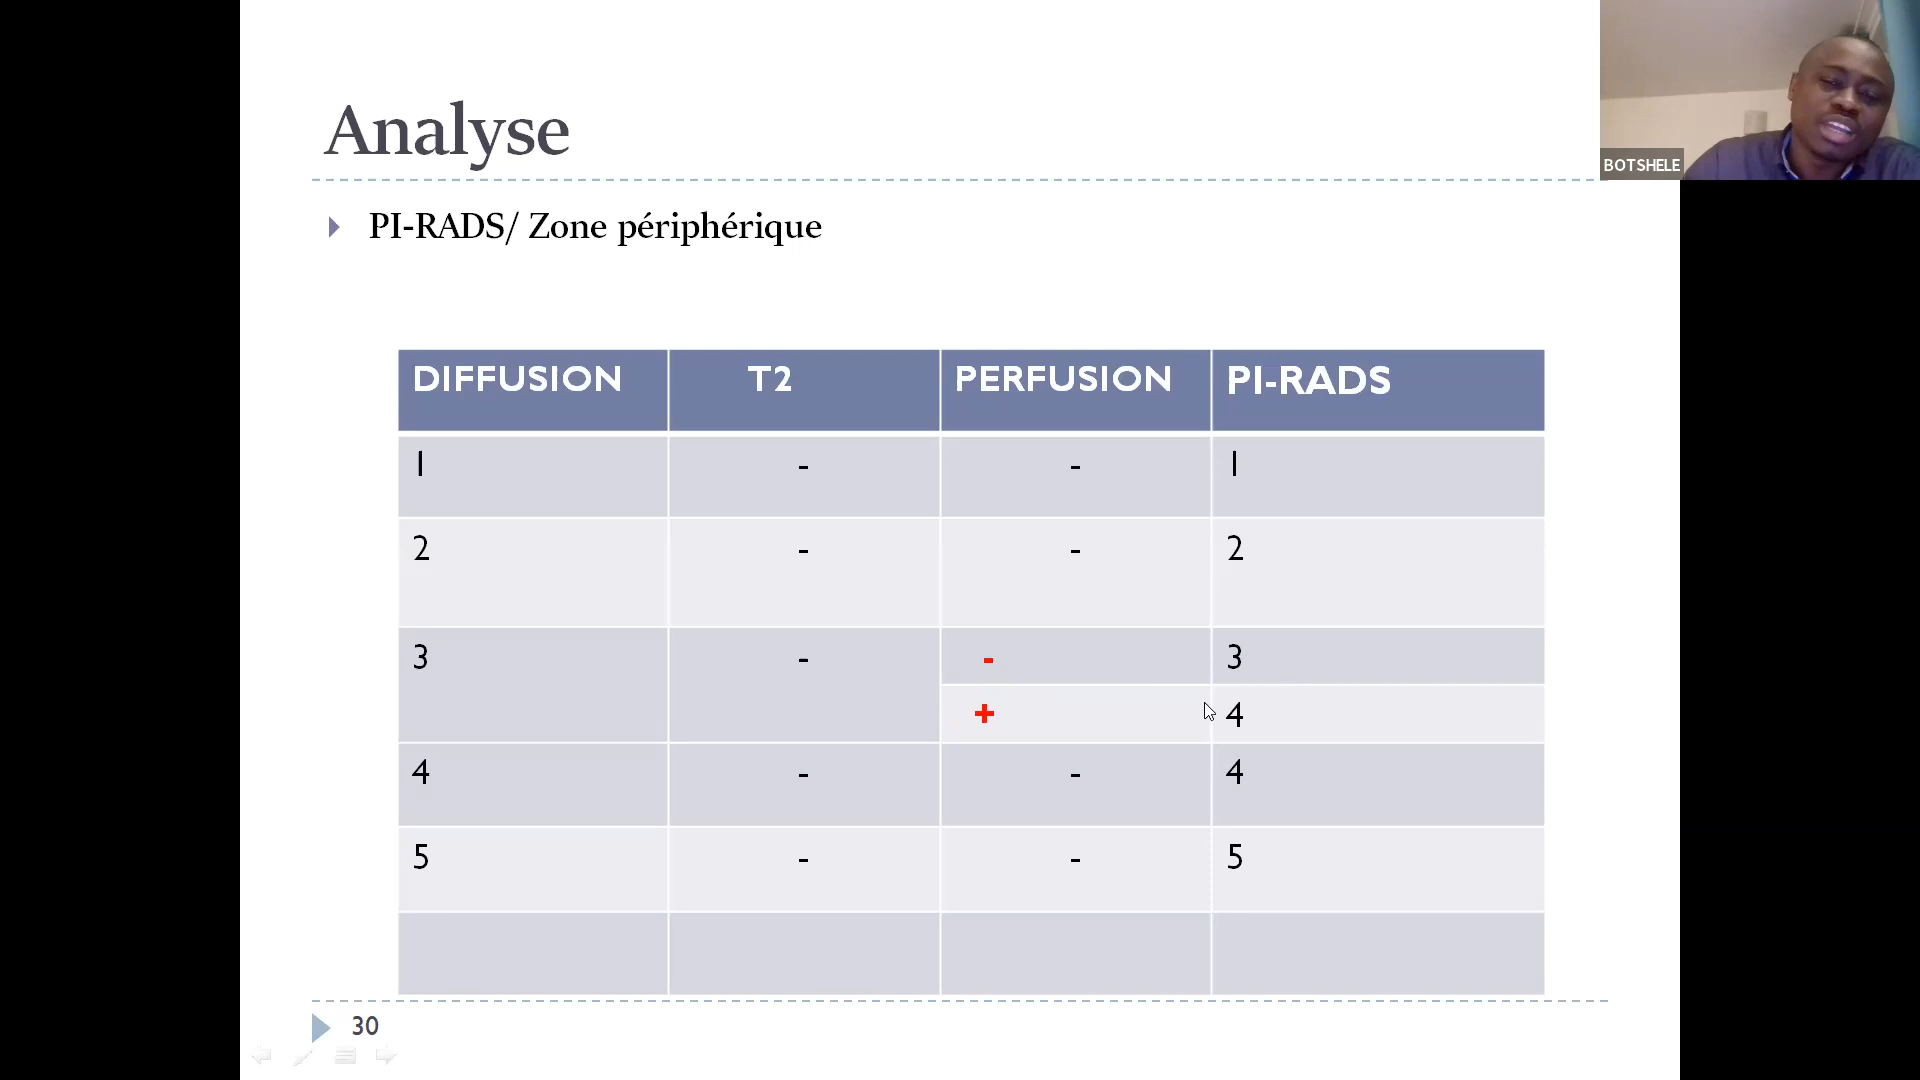 Analyse
BOTSHELE
PI-RADS/ Zone périphérique
DIFFUSION T2 PERFUSION PI-RADS
1 - - 1
2 - - 2
3 - - 3
+ 4
4 - - 4
5 - - 5
30